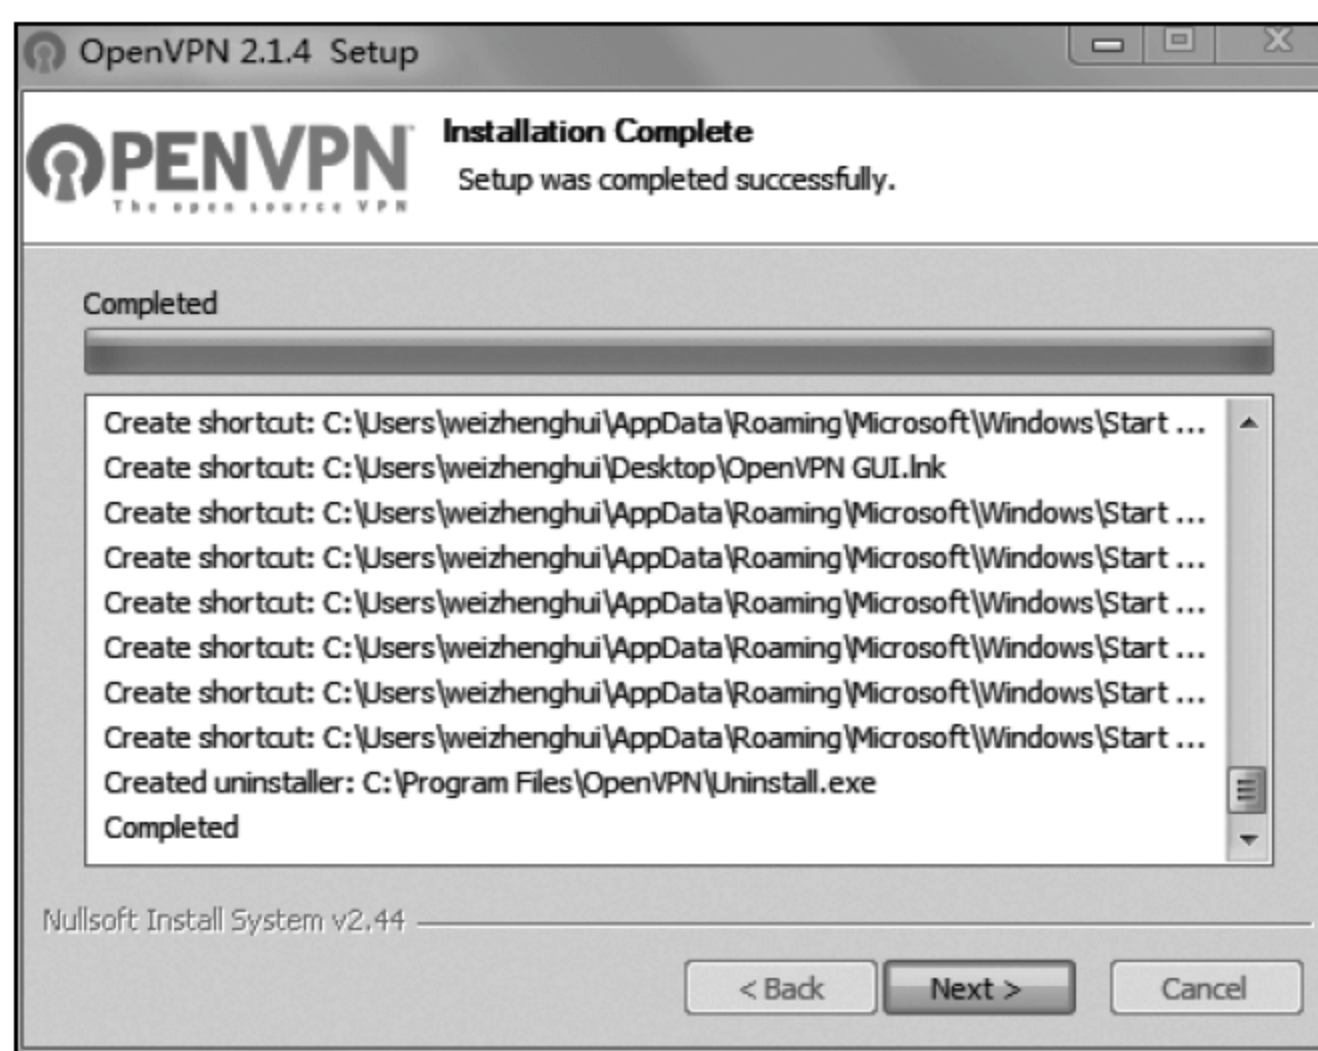 OpenVPN 2.1.4 Setup
OPENVPN
The open source VPN
Installation Complete
Setup was completed successfully.
Completed
Create shortcut: C:\Users\weizhenghui\AppData\Roaming\Microsoft\Windows\Start ...
Create shortcut: C:\Users\weizhenghui\Desktop\OpenVPN GUI.lnk
Create shortcut: C:\Users\weizhenghui\AppData\Roaming\Microsoft\Windows\Start ...
Create shortcut: C:\Users\weizhenghui\AppData\Roaming\Microsoft\Windows\Start ...
Create shortcut: C:\Users\weizhenghui\AppData\Roaming\Microsoft\Windows\Start ...
Create shortcut: C:\Users\weizhenghui\AppData\Roaming\Microsoft\Windows\Start ...
Create shortcut: C:\Users\weizhenghui\AppData\Roaming\Microsoft\Windows\Start ...
Create shortcut: C:\Users\weizhenghui\AppData\Roaming\Microsoft\Windows\Start ...
Created uninstaller: C:\Program Files\OpenVPN\Uninstall.exe
Completed
Nullsoft Install System v2.44
< Back Next > Cancel